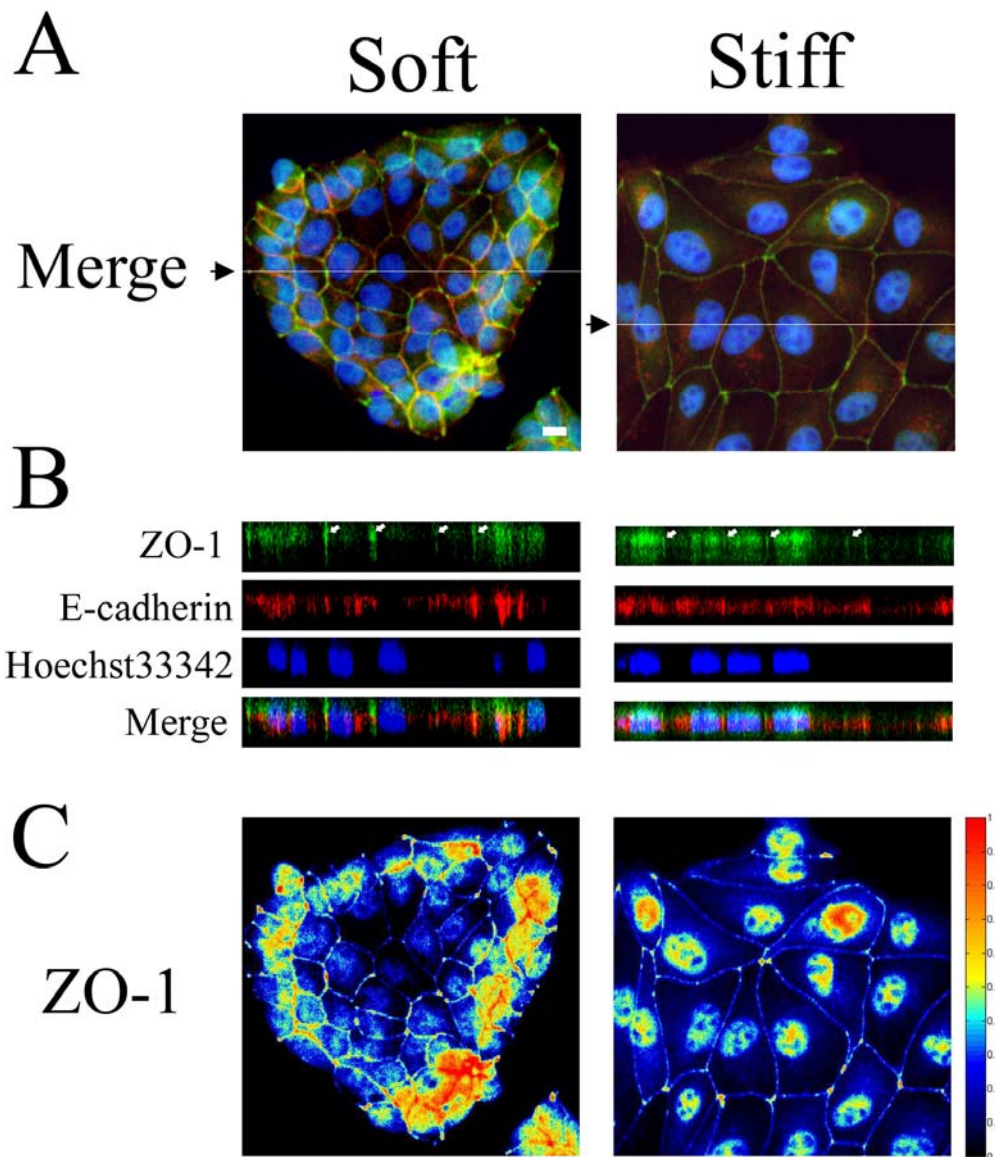 A
Soft
Stiff
Merge
B
ZO-1
E-cadherin
Hoechst33342
Merge
C
ZO-1
1